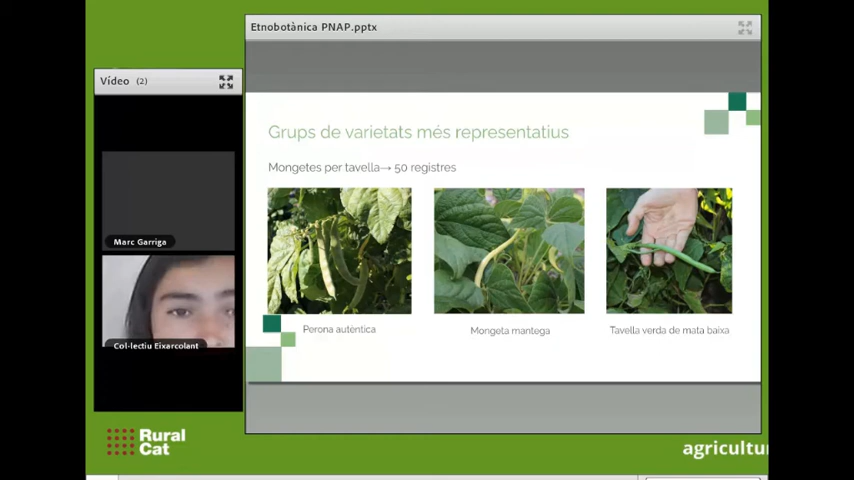 Etnobotànica PNAP.pptx
Vídeo (2)
Grups de varietats més representatius
Mongetes per tavella→ 50 registres
Marc Garriga
Col·lectiu Eixarcolant
Perona autèntica
Mongeta mantega
Tavella verda de mata baixa
Rural
Cat
agricultur